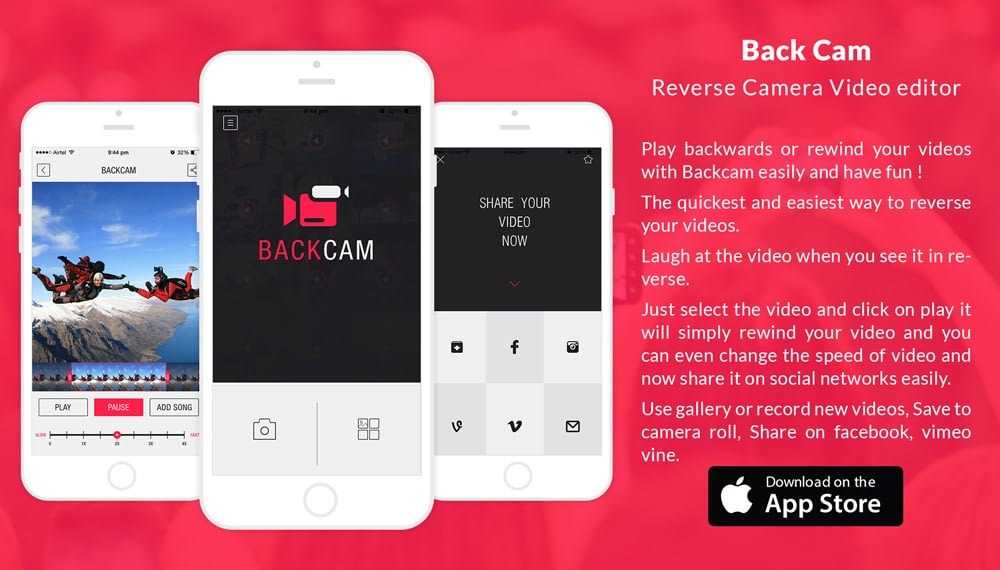 Back Cam
Reverse Camera Video editor
Play backwards or rewind your videos
with Backcam easily and have fun !
The quickest and easiest way to reverse
your videos.
Laugh at the video when you see it in re-
verse.
Just select the video and click on play it
will simply rewind your video and you
can even change the speed of video and
now share it on social networks easily.
Use gallery or record new videos, Save to
camera roll, Share on facebook, vimeo
vine.
Download on the
App Store
Airtel 9:44 pm 32%
BACKCAM
PLAY PAUSE ADD SONG
SLOW FAST
0 1X 2X 3X 4X
9:44 pm
BACKCAM
SHARE YOUR
VIDEO
NOW